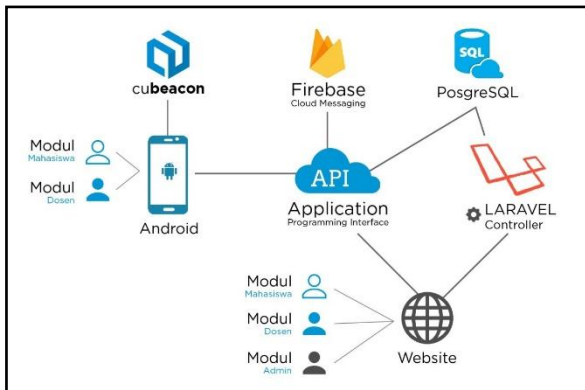 cubeacon
Firebase
Cloud Messaging
SQL
PosgreSQL
Modul
Mahasiswa
Modul
Dosen
Android
API
Application
Programming Interface
LARAVEL
Controller
Modul
Mahasiswa
Modul
Dosen
Modul
Admin
Website